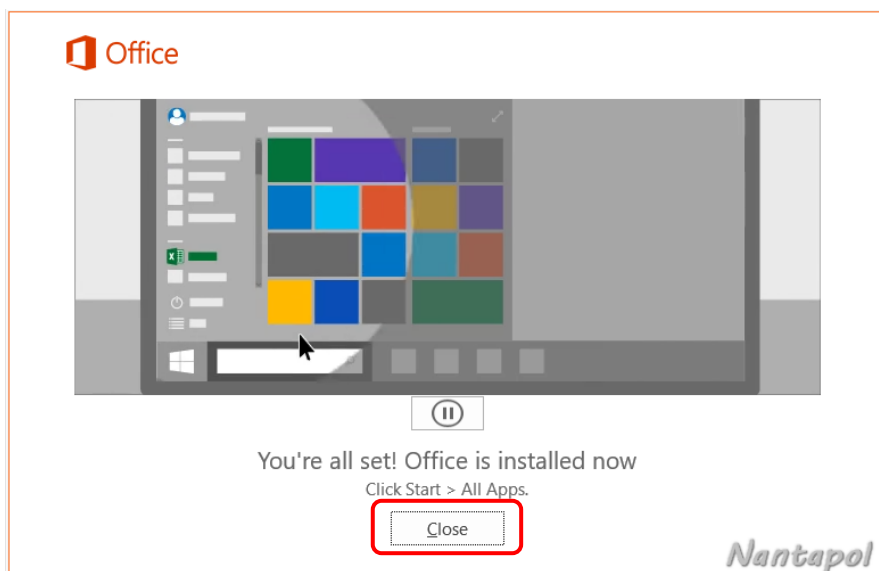 Office
You're all set! Office is installed now
Click Start > All Apps.
Close
Nantapol